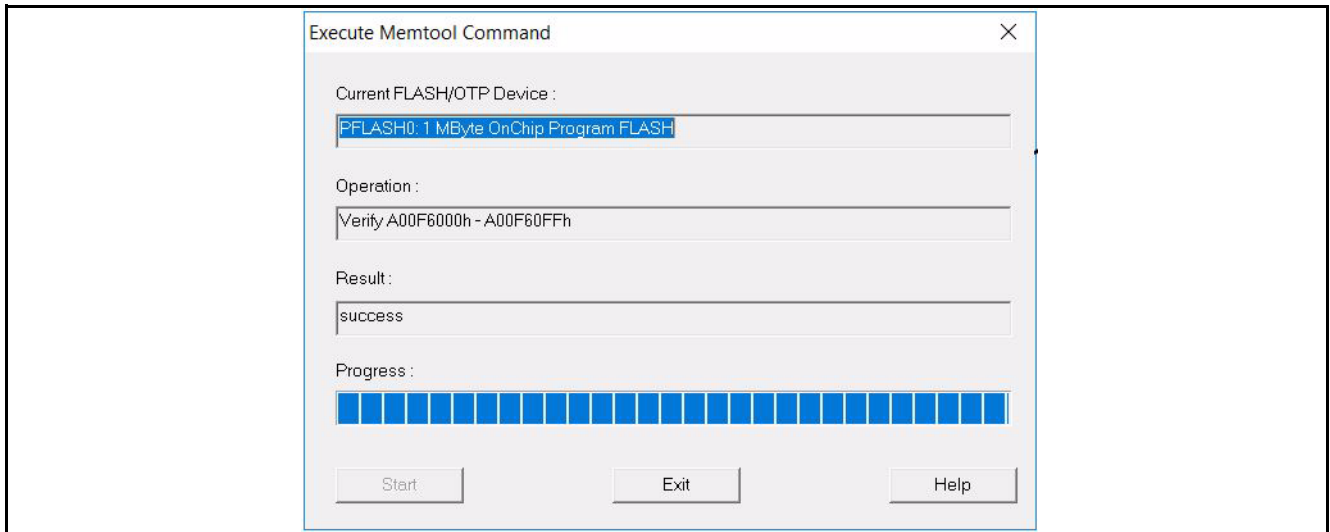 Execute Memtool Command
Current FLASH/OTP Device :
PFLASH0: 1 MByte OnChip Program FLASH
Operation :
Verify A00F6000h - A00F60FFh
Result :
success
Progress :
Start Exit Help